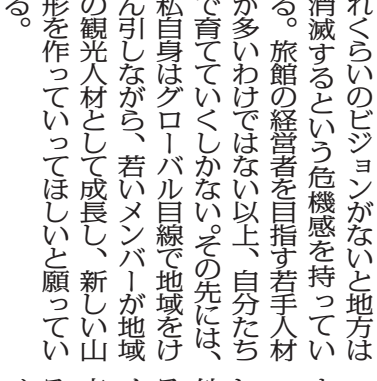 れくらいのビジョンがないと地方は
消滅するという危機感を持ってい
る。旅館の経営者を目指す若手人材
が多いわけではない以上、自分たち
で育てていくしかない。その先には、
私自身はグローバル目線で地域をけ
ん引しながら、若いメンバーが地域
の観光人材として成長し、新しい山
形を作っていってほしいと願ってい
る。